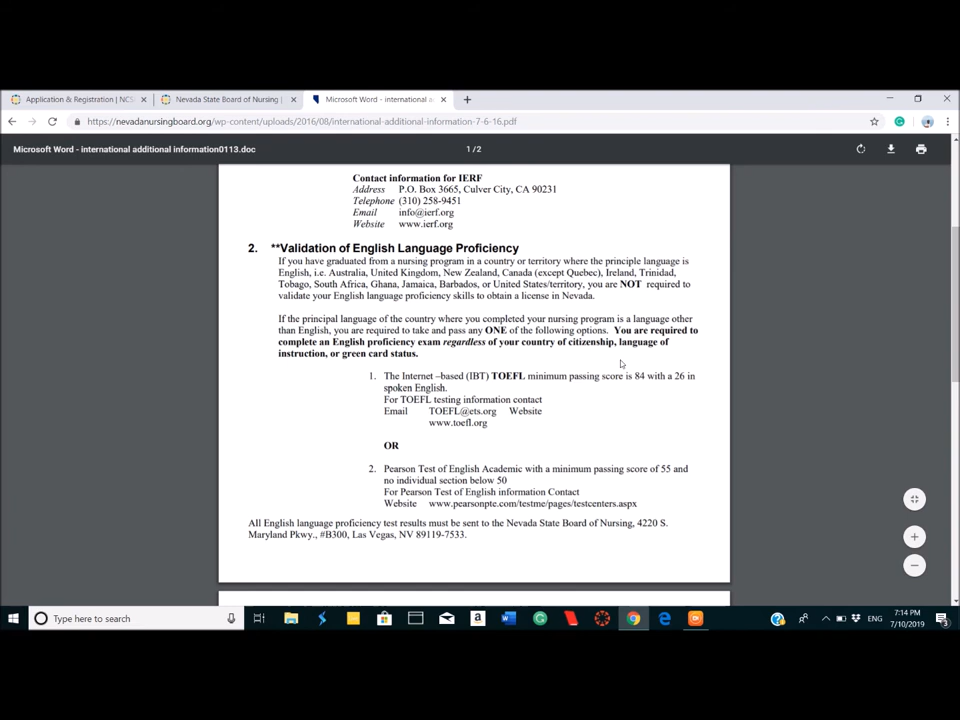 Application & Registration | NCS
Nevada State Board of Nursing |
Microsoft Word - international a
https://nevadanursingboard.org/wp-content/uploads/2016/08/international-additional-information-7-6-16.pdf
Microsoft Word - international additional information0113.doc
1 / 2
Contact information for IERF
Address P.O. Box 3665, Culver City, CA 90231
Telephone (310) 258-9451
Email info@ierf.org
Website www.ierf.org
2. **Validation of English Language Proficiency
If you have graduated from a nursing program in a country or territory where the principle language is
English, i.e. Australia, United Kingdom, New Zealand, Canada (except Quebec), Ireland, Trinidad,
Tobago, South Africa, Ghana, Jamaica, Barbados, or United States/territory, you are NOT required to
validate your English language proficiency skills to obtain a license in Nevada.
If the principal language of the country where you completed your nursing program is a language other
than English, you are required to take and pass any ONE of the following options. You are required to
complete an English proficiency exam regardless of your country of citizenship, language of
instruction, or green card status.
1. The Internet –based (IBT) TOEFL minimum passing score is 84 with a 26 in
spoken English.
For TOEFL testing information contact
Email TOEFL@ets.org Website
www.toefl.org
OR
2. Pearson Test of English Academic with a minimum passing score of 55 and
no individual section below 50
For Pearson Test of English information Contact
Website www.pearsonpte.com/testme/pages/testcenters.aspx
All English language proficiency test results must be sent to the Nevada State Board of Nursing, 4220 S.
Maryland Pkwy., #B300, Las Vegas, NV 89119-7533.
Type here to search
ENG
7:14 PM
7/10/2019